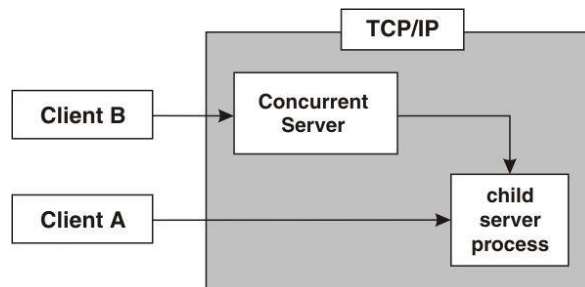 TCP/IP
Concurrent
Server
Client B
Client A
child
server
process